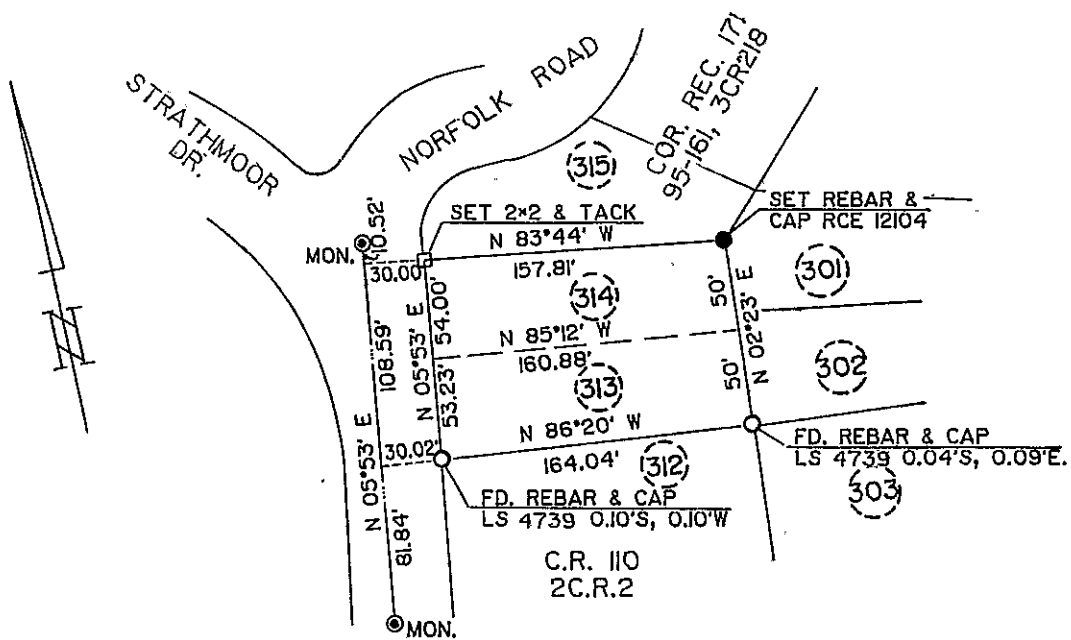 STRATHMOOR
DR.
NORFOLK ROAD
COR. REC. 171
95-161, 3CR218
315
SET REBAR &
CAP RCE 12104
SET 2x2 & TACK
N 83°44' W
157.81'
MON.
10.52'
30.00'
301
314
50'
54.00'
N 05°53' E
108.59'
N 85°12' W
160.88'
N 02°23' E
50'
302
313
53.23'
N 86°20' W
164.04'
30.02'
312
N 05°53' E
81.84'
FD. REBAR & CAP
LS 4739 0.04'S, 0.09'E.
303
FD. REBAR & CAP
LS 4739 0.10'S, 0.10'W
C.R. 110
2C.R.2
MON.
N